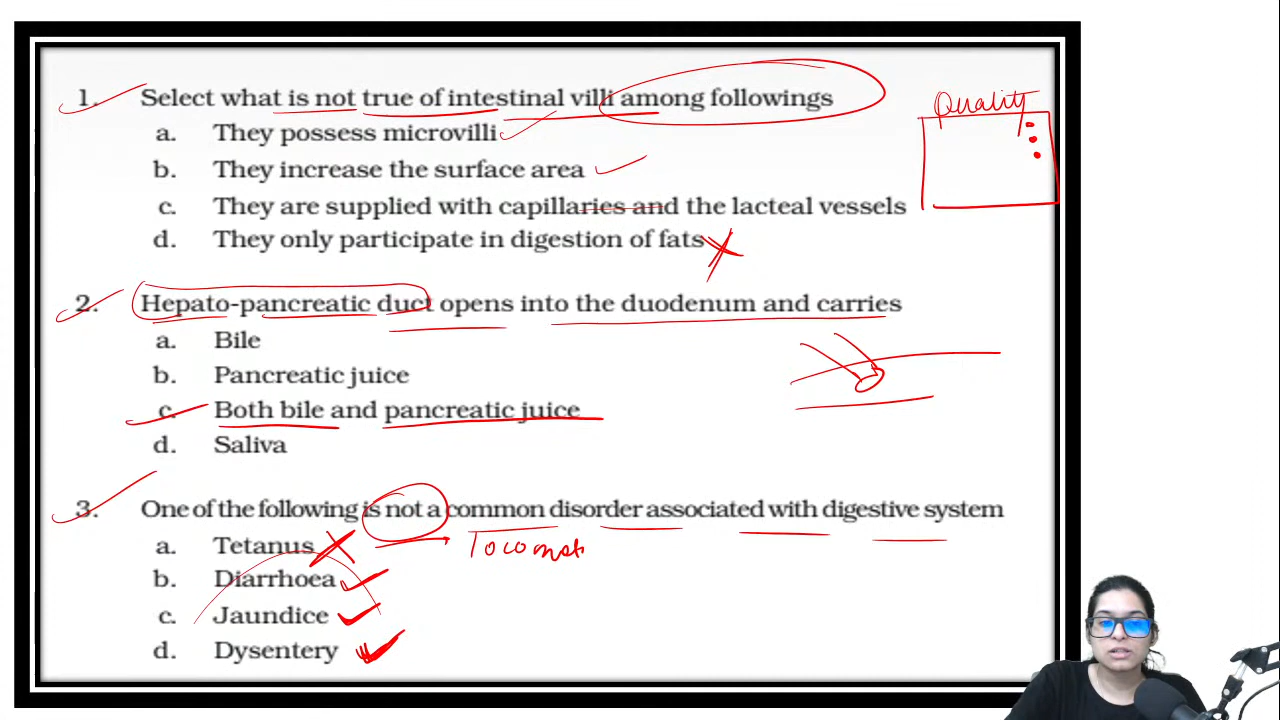 1. Select what is not true of intestinal villi among followings
a. They possess microvilli
b. They increase the surface area
c. They are supplied with capillaries and the lacteal vessels
d. They only participate in digestion of fats
Quality
2. Hepato-pancreatic duct opens into the duodenum and carries
a. Bile
b. Pancreatic juice
c. Both bile and pancreatic juice
d. Saliva
3. One of the following is not a common disorder associated with digestive system
a. Tetanus
b. Diarrhoea
c. Jaundice
d. Dysentery